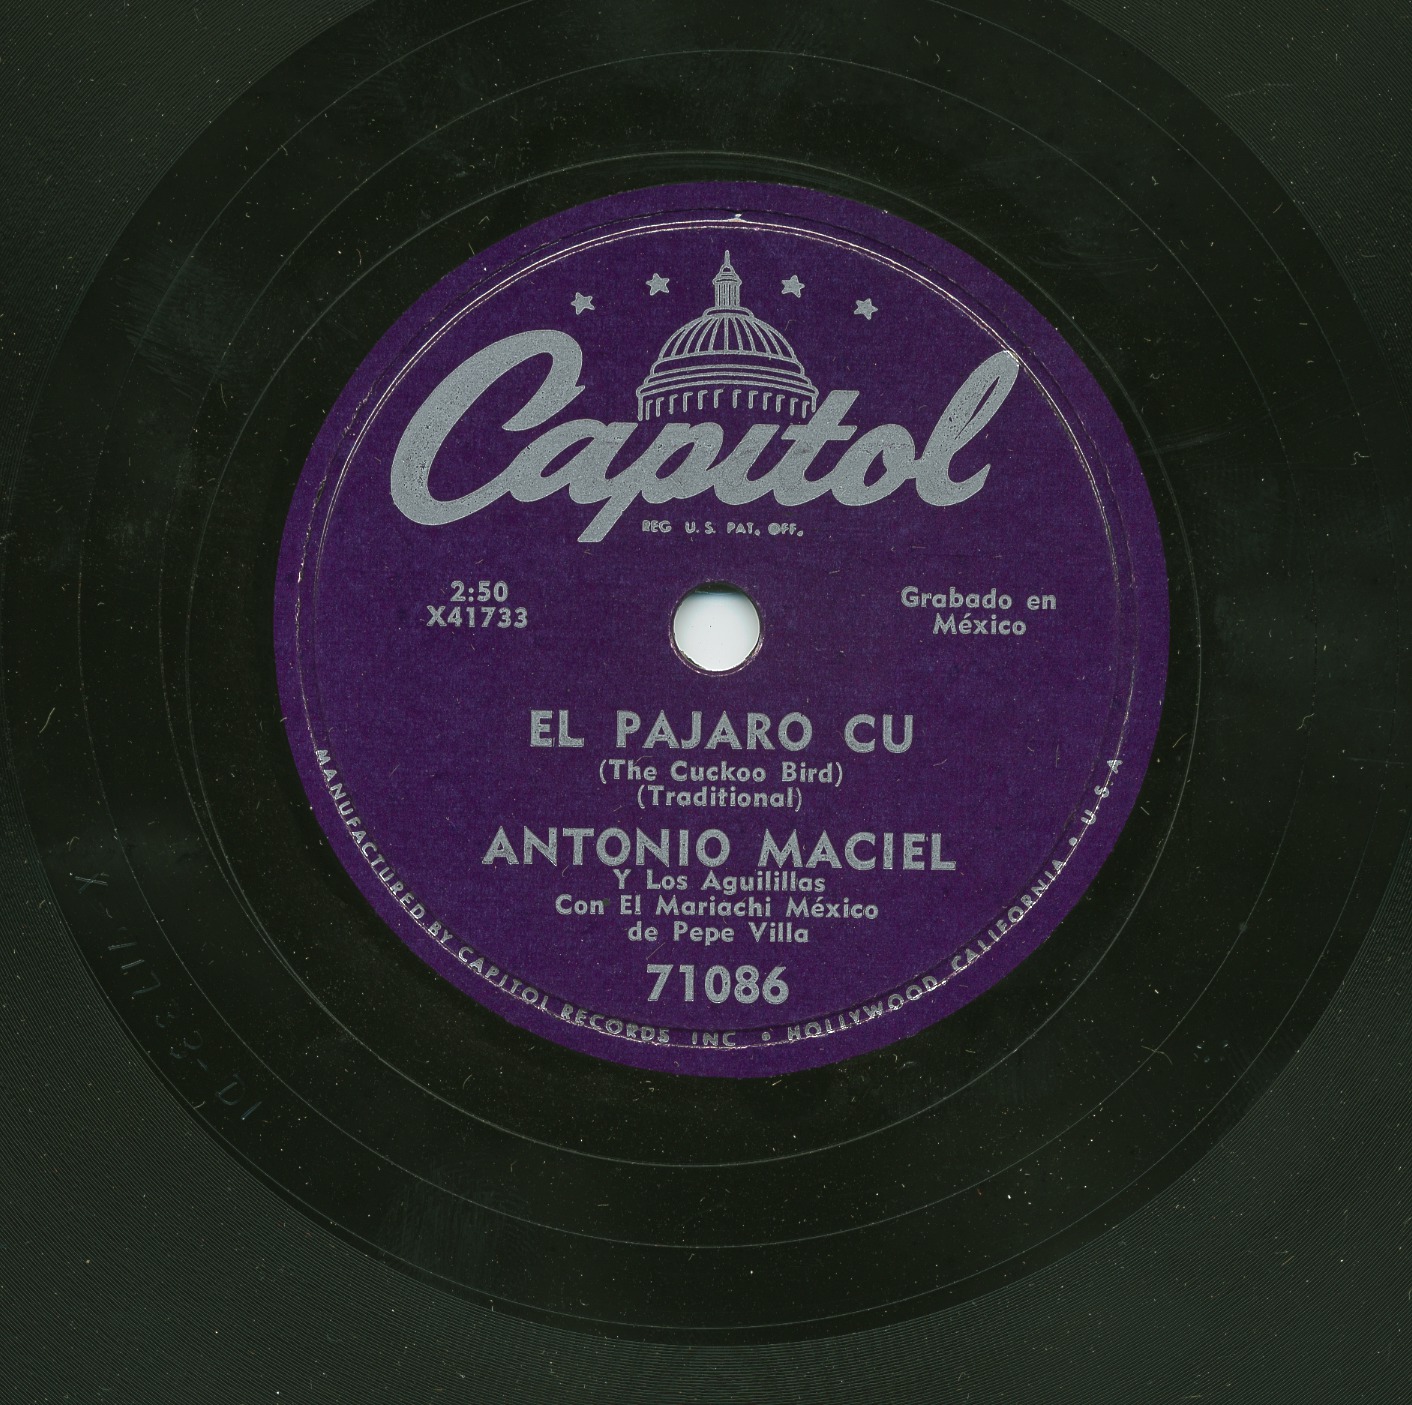 Capitol
REG U.S. PAT. OFF.
2:50
X41733
Grabado en
México
EL PAJARO CU
(The Cuckoo Bird)
(Traditional)
ANTONIO MACIEL
Y Los Aguilillas
Con El Mariachi México
de Pepe Villa
71086
MANUFACTURED BY CAPITOL RECORDS INC • HOLLYWOOD, CALIFORNIA • U.S.A